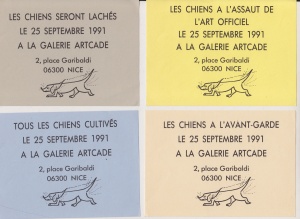 LES CHIENS SERONT LACHÉS
LE 25 SEPTEMBRE 1991
A LA GALERIE ARTCADE
2, place Garibaldi
06300 NICE
LES CHIENS A L'ASSAUT DE
L'ART OFFICIEL
LE 25 SEPTEMBRE 1991
A LA GALERIE ARTCADE
2, place Garibaldi
06300 NICE
TOUS LES CHIENS CULTIVÉS
LE 25 SEPTEMBRE 1991
A LA GALERIE ARTCADE
2, place Garibaldi
06300 NICE
LES CHIENS A L'AVANT-GARDE
LE 25 SEPTEMBRE 1991
A LA GALERIE ARTCADE
2, place Garibaldi
06300 NICE